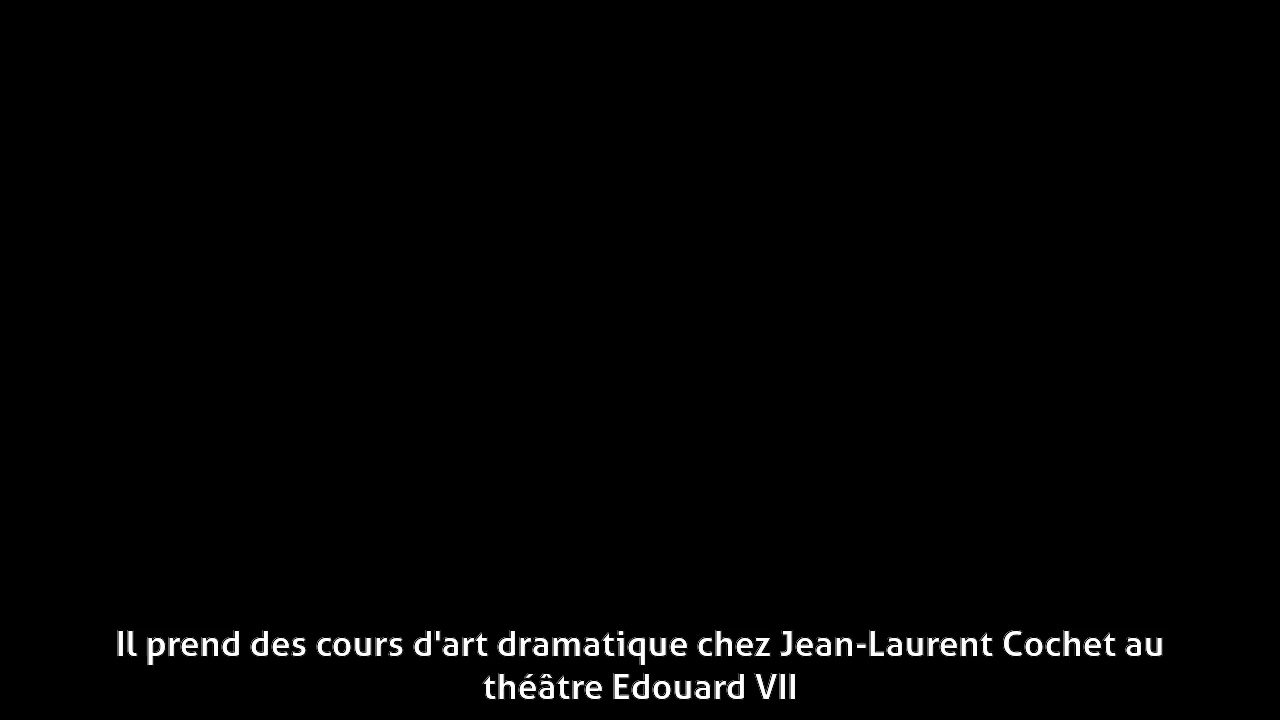 Il prend des cours d'art dramatique chez Jean-Laurent Cochet au
théâtre Edouard VII